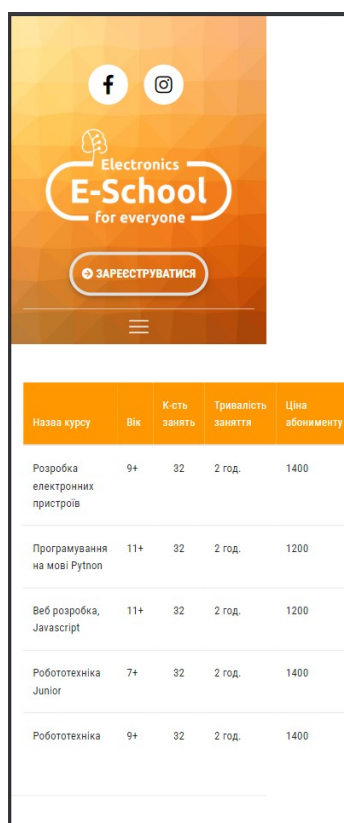 Electronics
E-School
for everyone
ЗАРЕЄСТРУВАТИСЯ
Назва курсу Вік К-сть занять Тривалість заняття Ціна абонименту
Розробка електронних пристроїв 9+ 32 2 год. 1400
Програмування на мові Pytnon 11+ 32 2 год. 1200
Веб розробка, Javascript 11+ 32 2 год. 1200
Робототехніка Junior 7+ 32 2 год. 1400
Робототехніка 9+ 32 2 год. 1400